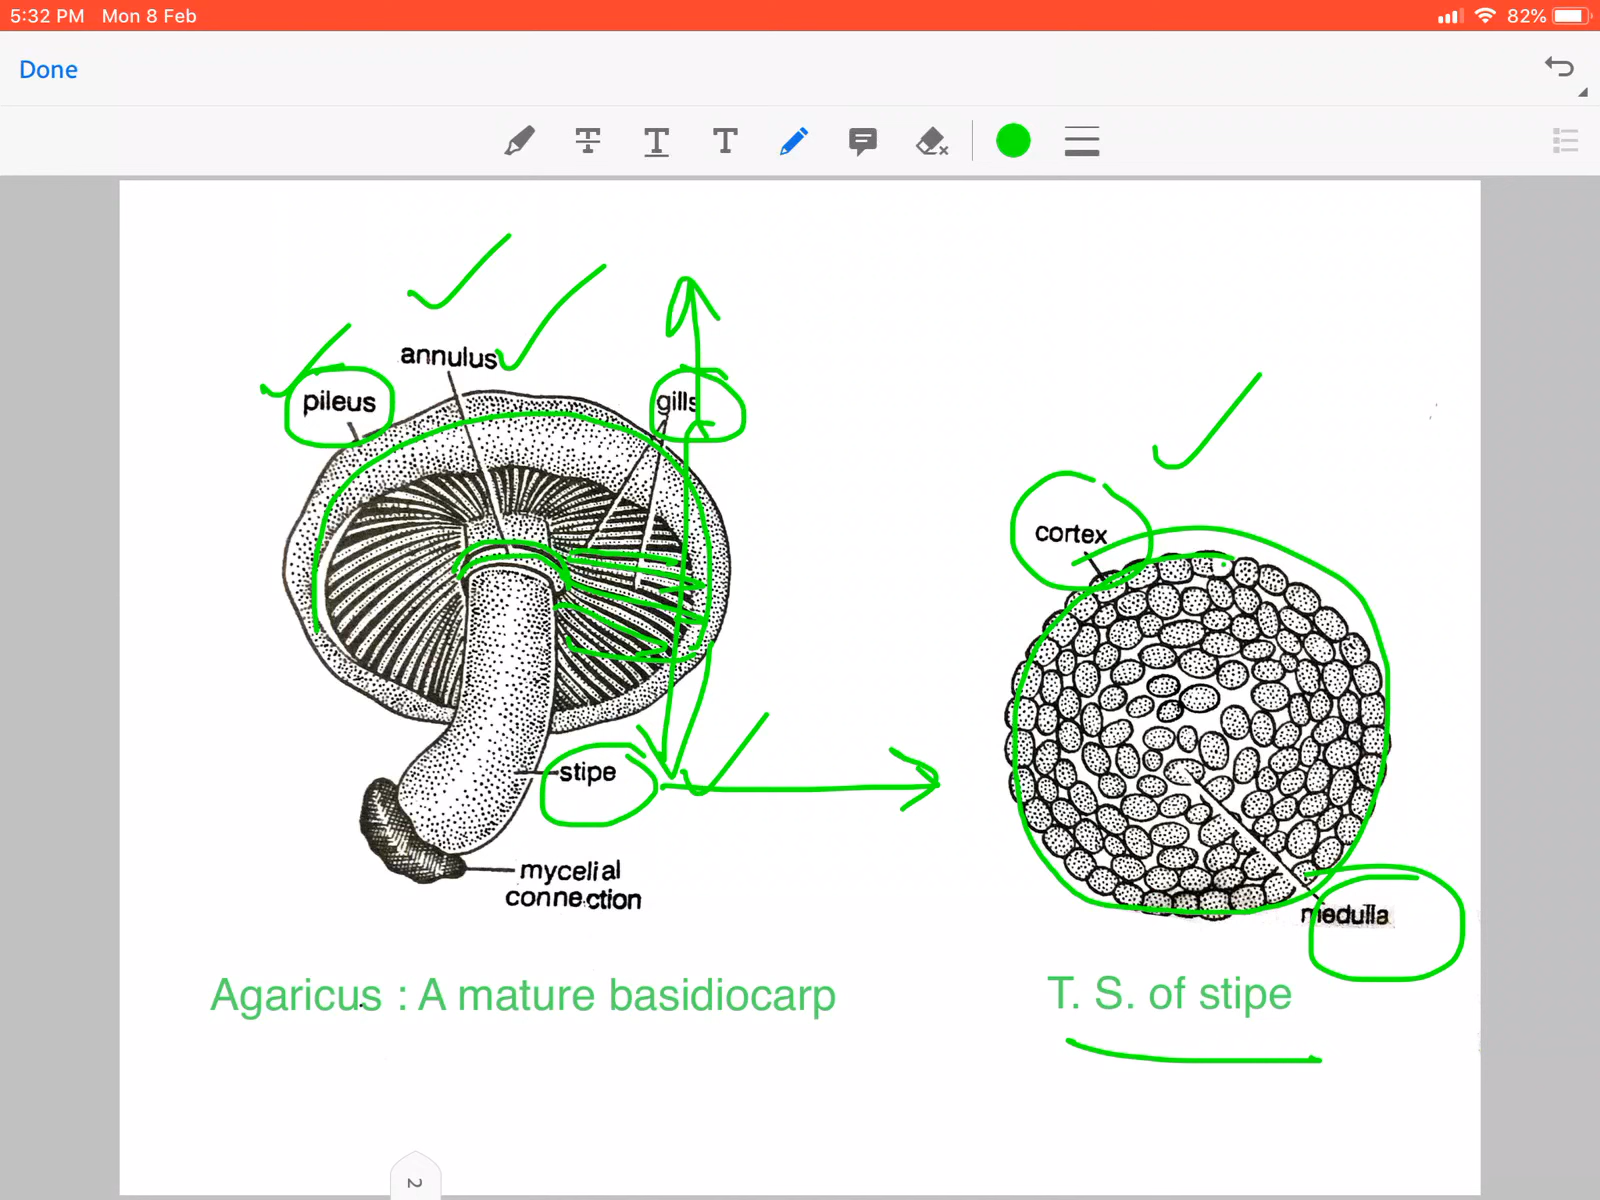 5:32 PM Mon 8 Feb
82%
Done
annulus
pileus
gills
cortex
stipe
mycelial
connection
medulla
Agaricus : A mature basidiocarp
T. S. of stipe
2